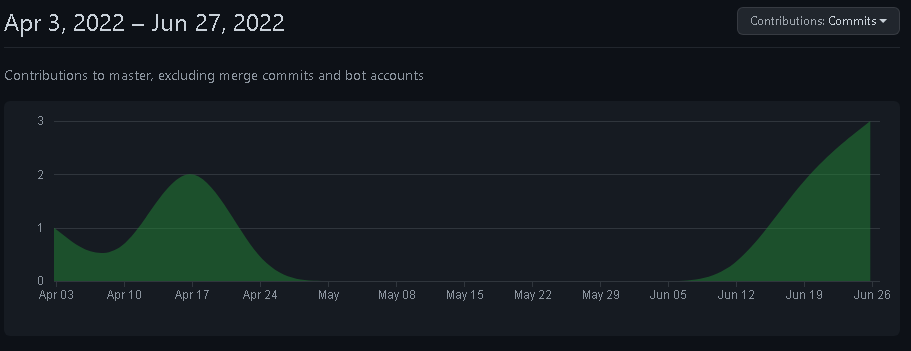 Apr 3, 2022 – Jun 27, 2022
Contributions: Commits
Contributions to master, excluding merge commits and bot accounts
3
2
1
0
Apr 03 Apr 10 Apr 17 Apr 24 May May 08 May 15 May 22 May 29 Jun 05 Jun 12 Jun 19 Jun 26